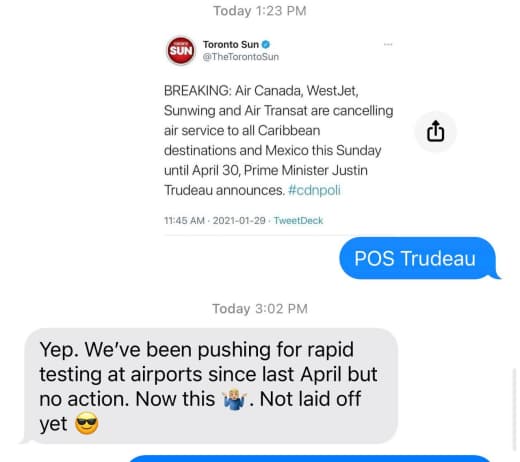 Today 1:23 PM
TORONTO SUN
Toronto Sun
@TheTorontoSun
BREAKING: Air Canada, WestJet,
Sunwing and Air Transat are cancelling
air service to all Caribbean
destinations and Mexico this Sunday
until April 30, Prime Minister Justin
Trudeau announces. #cdnpoli
11:45 AM · 2021-01-29 · TweetDeck
POS Trudeau
Today 3:02 PM
Yep. We’ve been pushing for rapid
testing at airports since last April but
no action. Now this 🤷🏼‍♂️. Not laid off
yet 😎